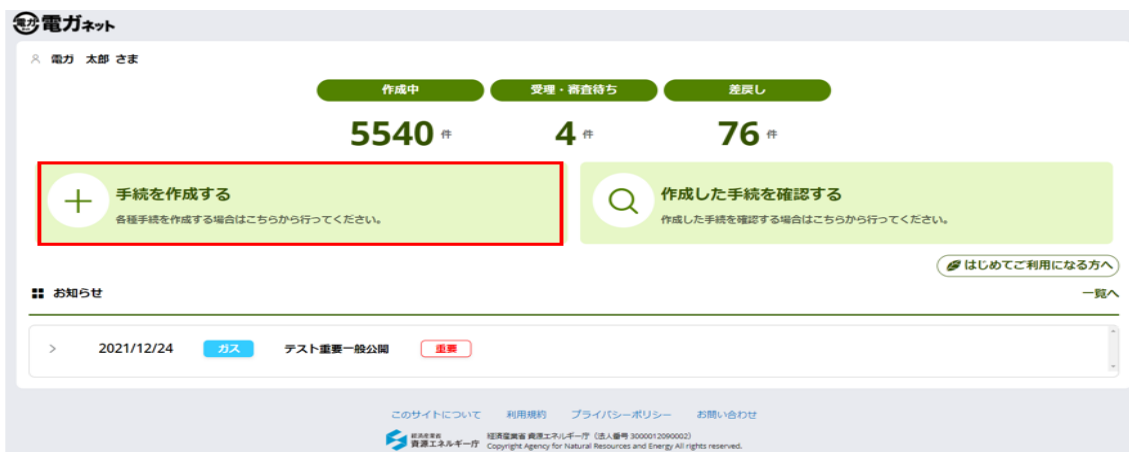 電ガ 電ガネット
電ガ 太郎 さま
作成中 受理・審査待ち 差戻し
5540 件 4 件 76 件
手続を作成する
各種手続を作成する場合はこちらから行ってください。
作成した手続を確認する
作成した手続を確認する場合はこちらから行ってください。
はじめてご利用になる方へ
お知らせ 一覧へ
2021/12/24 ガス テスト重要一般公開 重要
このサイトについて 利用規約 プライバシーポリシー お問い合わせ
経済産業省
資源エネルギー庁
経済産業省 資源エネルギー庁（法人番号 3000012090002）
Copyright Agency for Natural Resources and Energy All rights reserved.